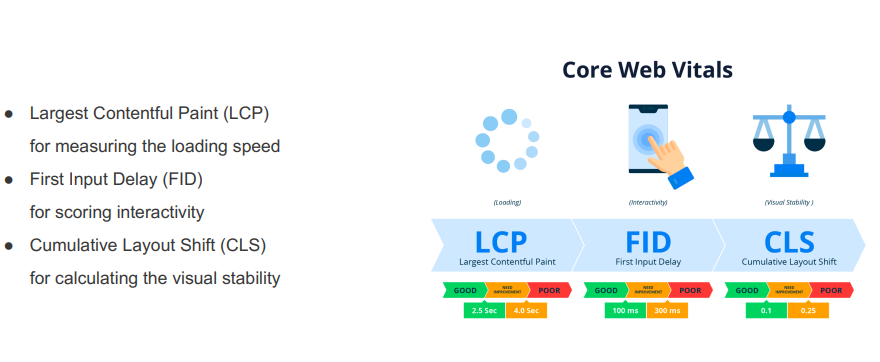 ● Largest Contentful Paint (LCP)
for measuring the loading speed
● First Input Delay (FID)
for scoring interactivity
● Cumulative Layout Shift (CLS)
for calculating the visual stability
Core Web Vitals
(Loading)
(Interactivity)
(Visual Stability )
LCP
Largest Contentful Paint
FID
First Input Delay
CLS
Cumulative Layout Shift
GOOD
NEED
IMPROVEMENT
POOR
2.5 Sec
4.0 Sec
GOOD
NEED
IMPROVEMENT
POOR
100 ms
300 ms
GOOD
NEED
IMPROVEMENT
POOR
0.1
0.25